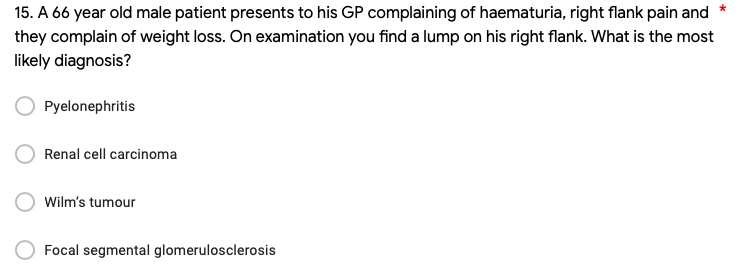 15. A 66 year old male patient presents to his GP complaining of haematuria, right flank pain and *
they complain of weight loss. On examination you find a lump on his right flank. What is the most
likely diagnosis?
Pyelonephritis
Renal cell carcinoma
Wilm's tumour
Focal segmental glomerulosclerosis